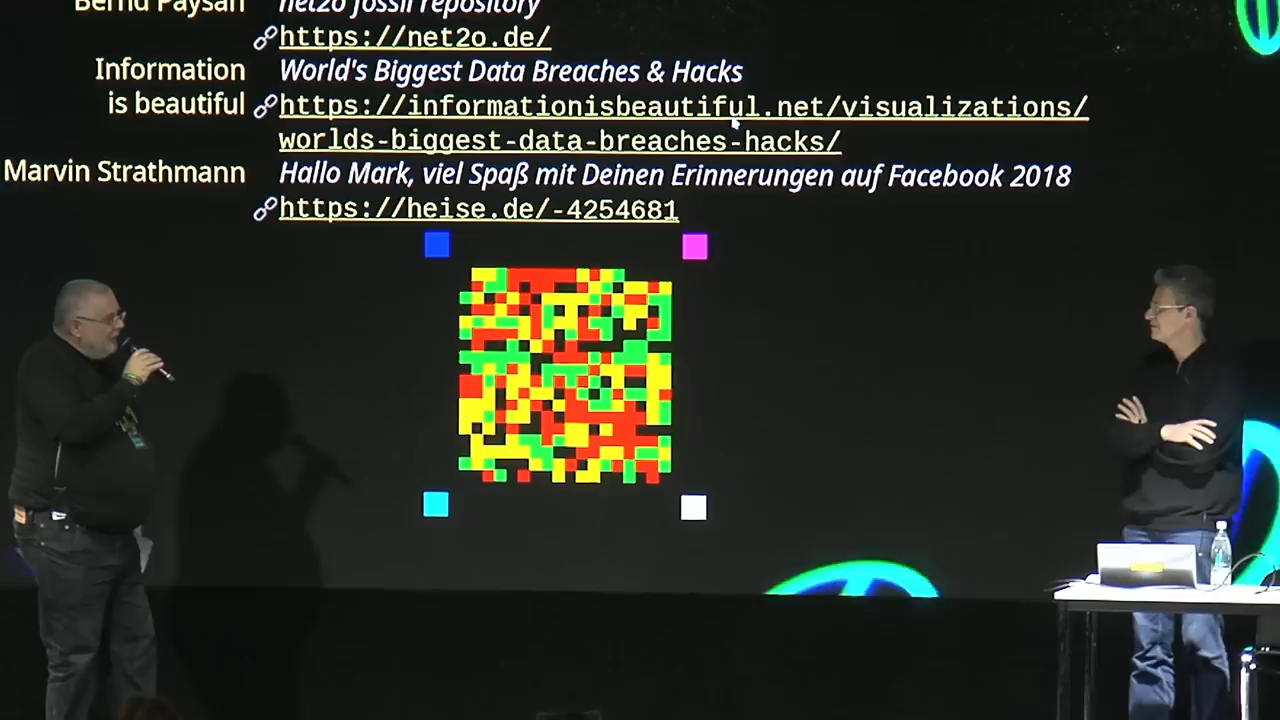 Bernd Paysan net2o fossil repository
https://net2o.de/
Information World's Biggest Data Breaches & Hacks
is beautiful https://informationisbeautiful.net/visualizations/
worlds-biggest-data-breaches-hacks/
Marvin Strathmann Hallo Mark, viel Spaß mit Deinen Erinnerungen auf Facebook 2018
https://heise.de/-4254681